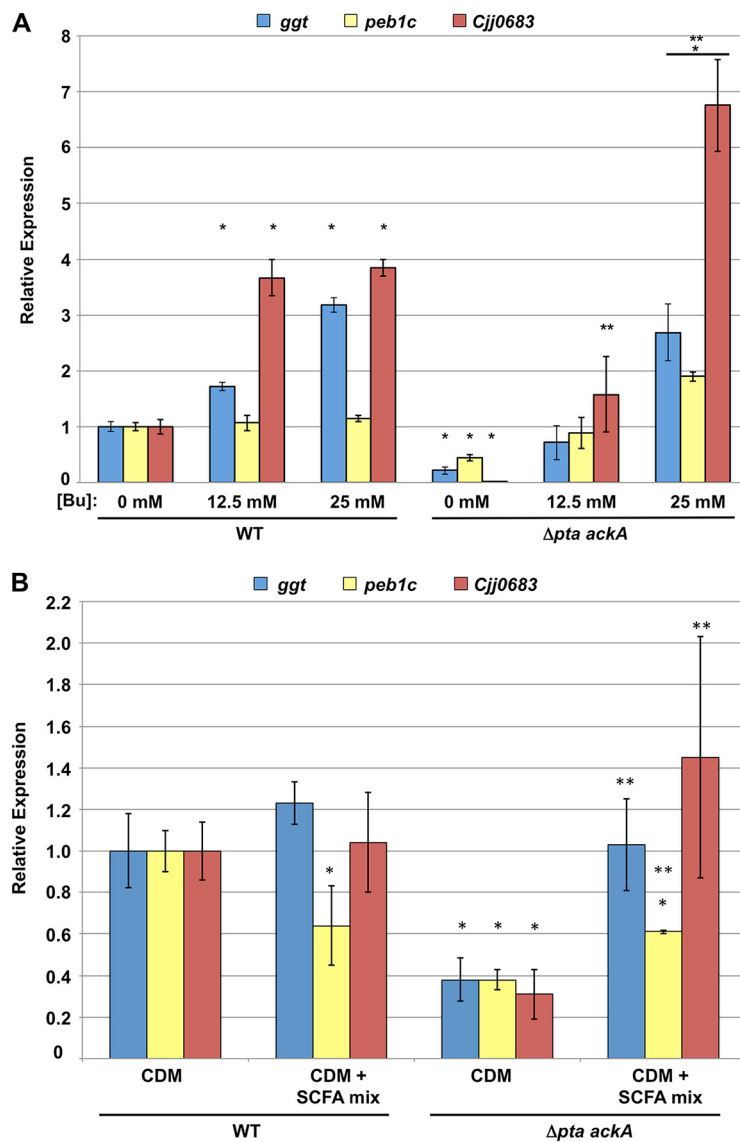 A
ggt peb1c Cjj0683
8
7
6
5
4
3
2
1
0
Relative Expression
* * * *
* * *
**
**
*
[Bu]: 0 mM 12.5 mM 25 mM 0 mM 12.5 mM 25 mM
WT Δpta ackA
B
ggt peb1c Cjj0683
2.2
2.0
1.8
1.6
1.4
1.2
1.0
0.8
0.6
0.4
0.2
0
Relative Expression
*
* * *
**
**
*
**
CDM CDM + SCFA mix CDM CDM + SCFA mix
WT Δpta ackA